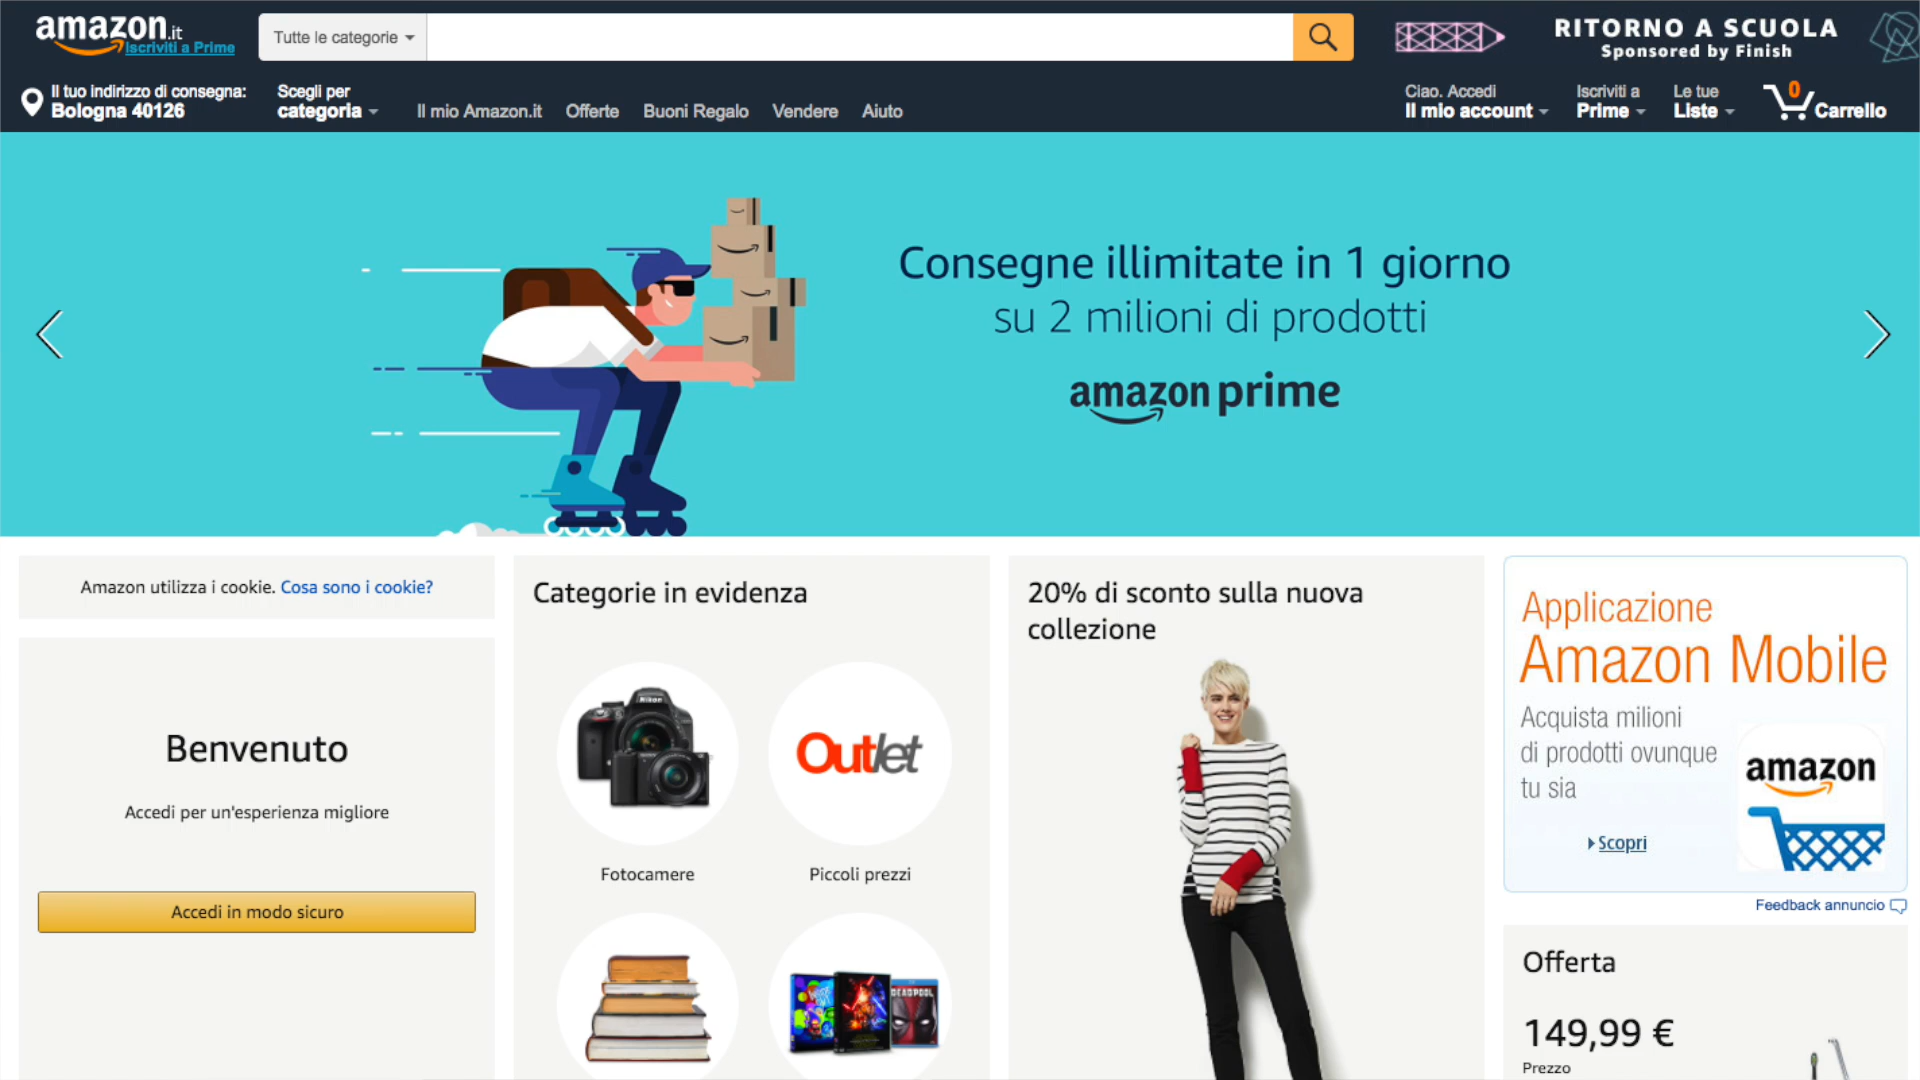 amazon.it
Iscriviti a Prime
Tutte le categorie
RITORNO A SCUOLA
Sponsored by Finish
Il tuo indirizzo di consegna:
Bologna 40126
Scegli per
categoria
Il mio Amazon.it
Offerte
Buoni Regalo
Vendere
Aiuto
Ciao. Accedi
Il mio account
Iscriviti a
Prime
Le tue
Liste
0
Carrello
Consegne illimitate in 1 giorno
su 2 milioni di prodotti
amazon prime
Amazon utilizza i cookie. Cosa sono i cookie?
Benvenuto
Accedi per un'esperienza migliore
Accedi in modo sicuro
Categorie in evidenza
Nikon
Outlet
Fotocamere
Piccoli prezzi
DEADPOOL
20% di sconto sulla nuova
collezione
Applicazione
Amazon Mobile
Acquista milioni
di prodotti ovunque
tu sia
Scopri
amazon
Feedback annuncio
Offerta
149,99 €
Prezzo